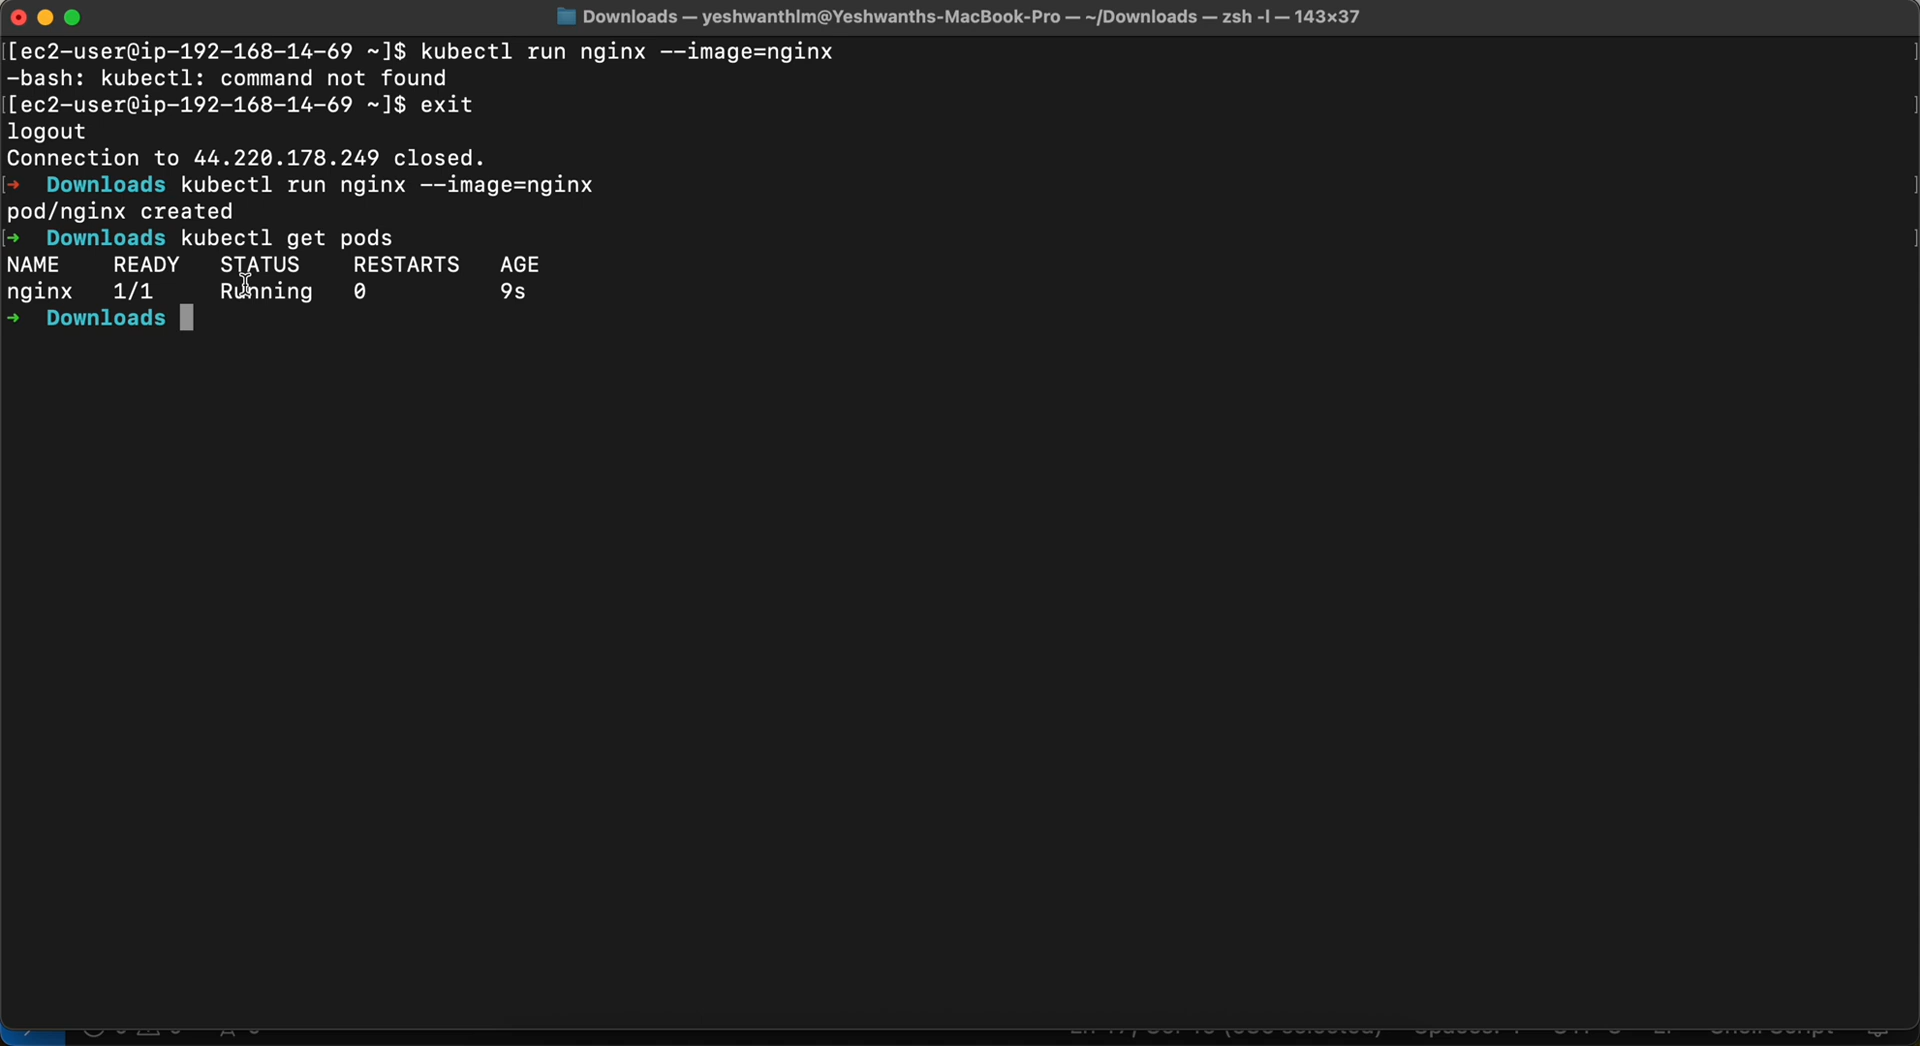 Downloads — yeshwanthlm@Yeshwanths-MacBook-Pro — ~/Downloads — zsh -l — 143×37
[[ec2-user@ip-192-168-14-69 ~]$ kubectl run nginx --image=nginx ]
-bash: kubectl: command not found
[[ec2-user@ip-192-168-14-69 ~]$ exit ]
logout
Connection to 44.220.178.249 closed.
[➜ Downloads kubectl run nginx --image=nginx ]
pod/nginx created
[➜ Downloads kubectl get pods ]
NAME READY STATUS RESTARTS AGE
nginx 1/1 Running 0 9s
➜ Downloads